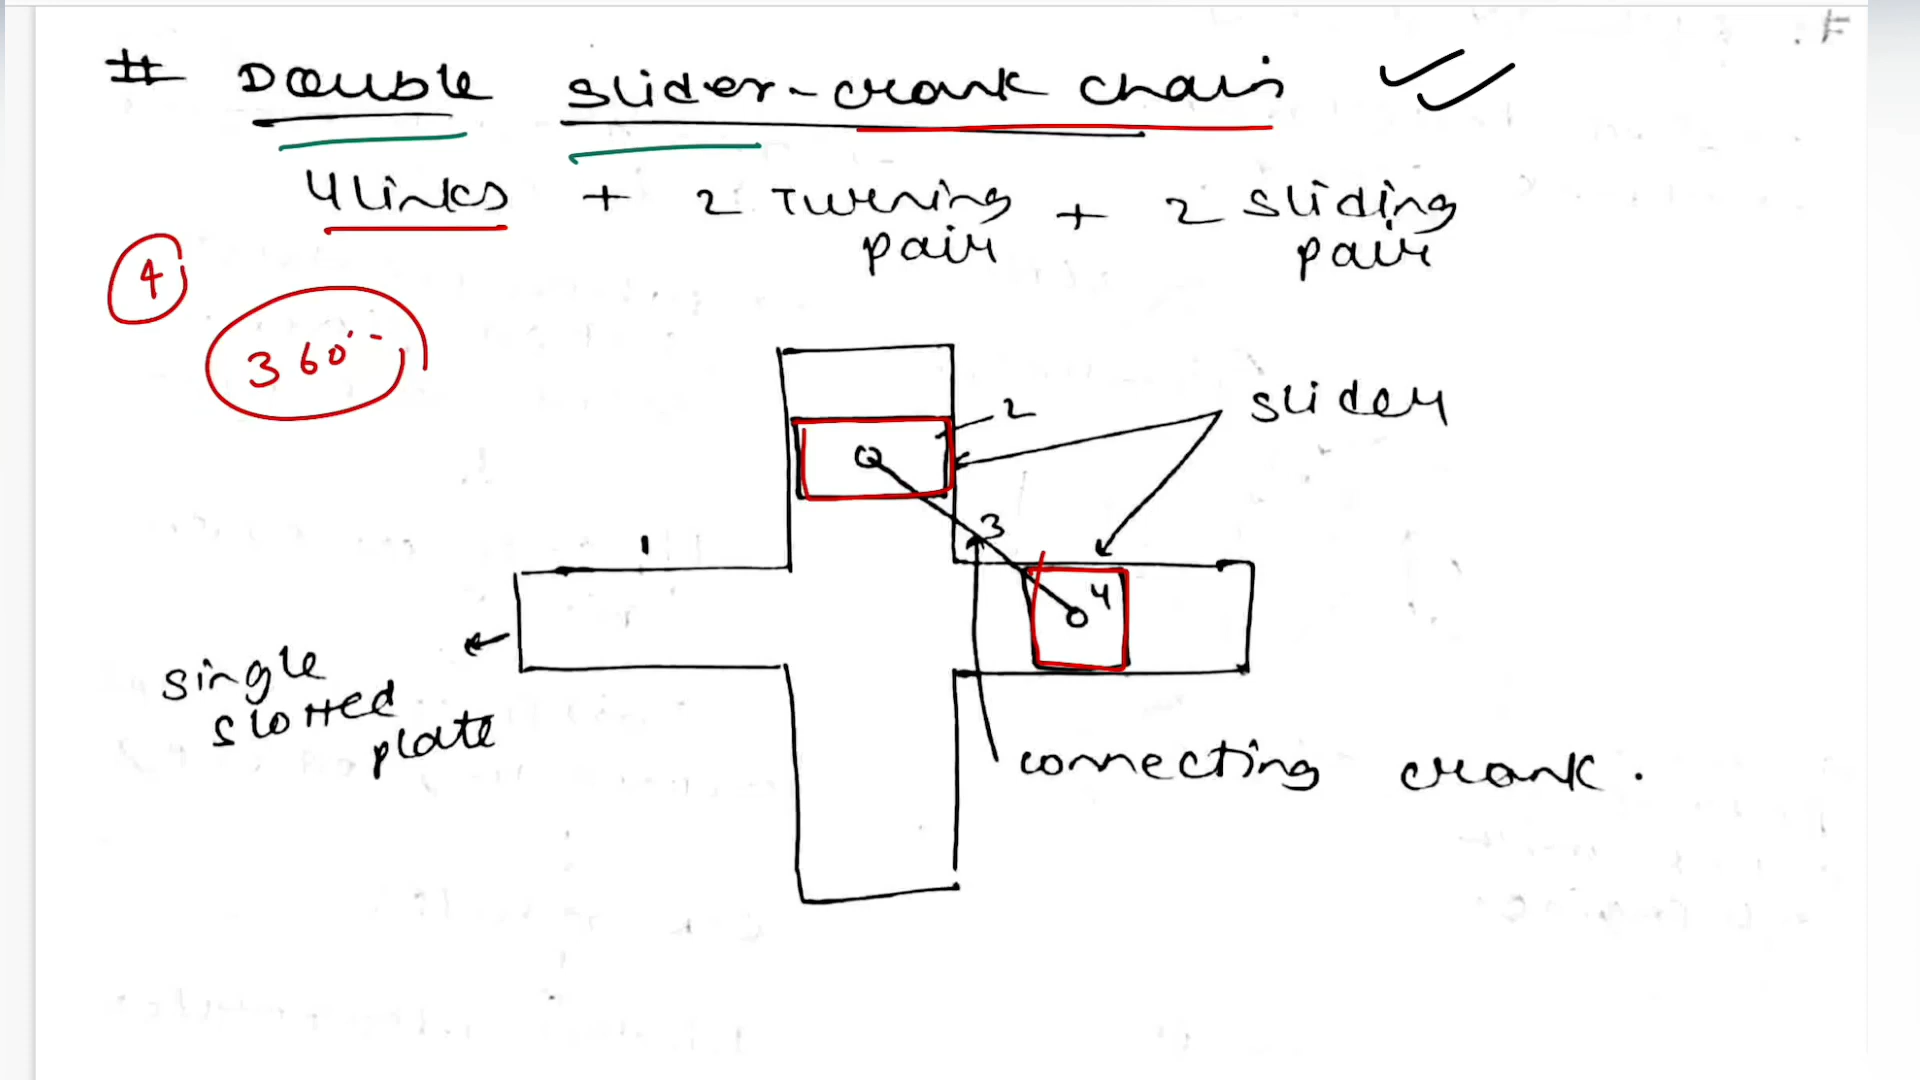 # Double slider-crank chain
4 links + 2 Turning pair + 2 sliding pair
4
360°
2
slider
3
1
4
single slotted plate
connecting crank.